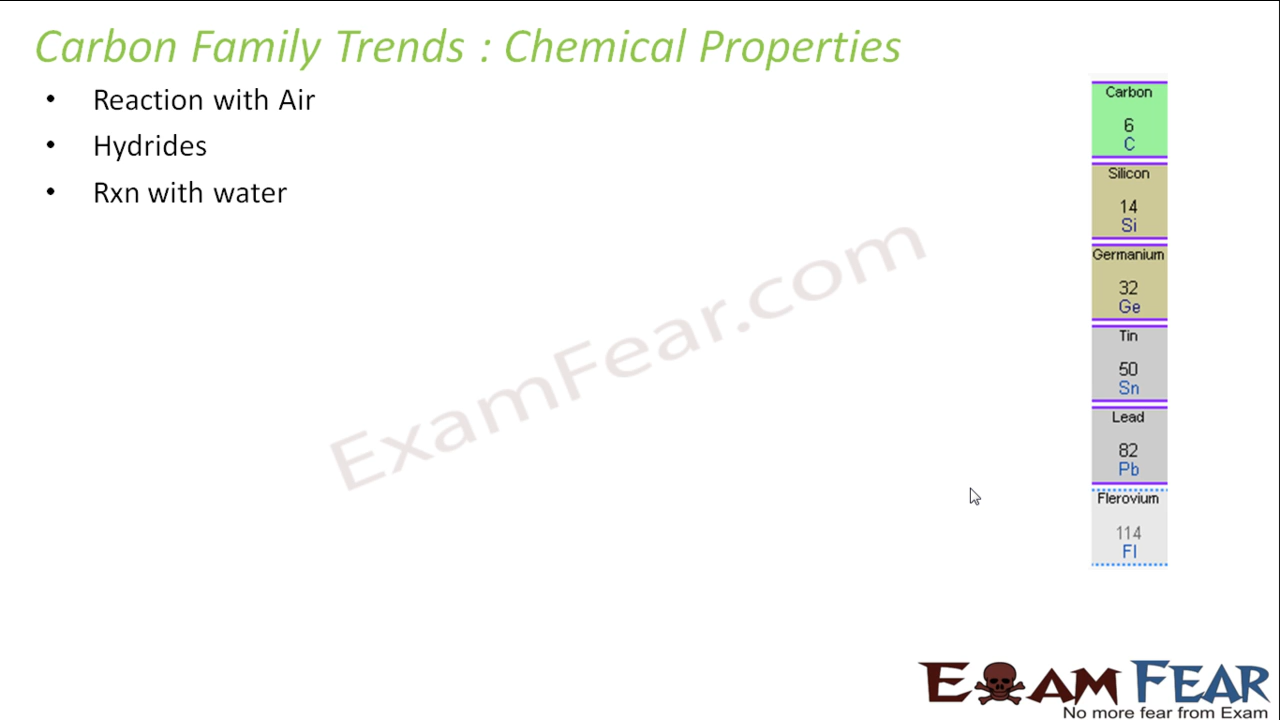 Carbon Family Trends : Chemical Properties
• Reaction with Air
• Hydrides
• Rxn with water
Carbon
6
C
Silicon
14
Si
Germanium
32
Ge
Tin
50
Sn
Lead
82
Pb
Flerovium
114
Fl
ExamFear.com
EXAM FEAR
No more fear from Exam